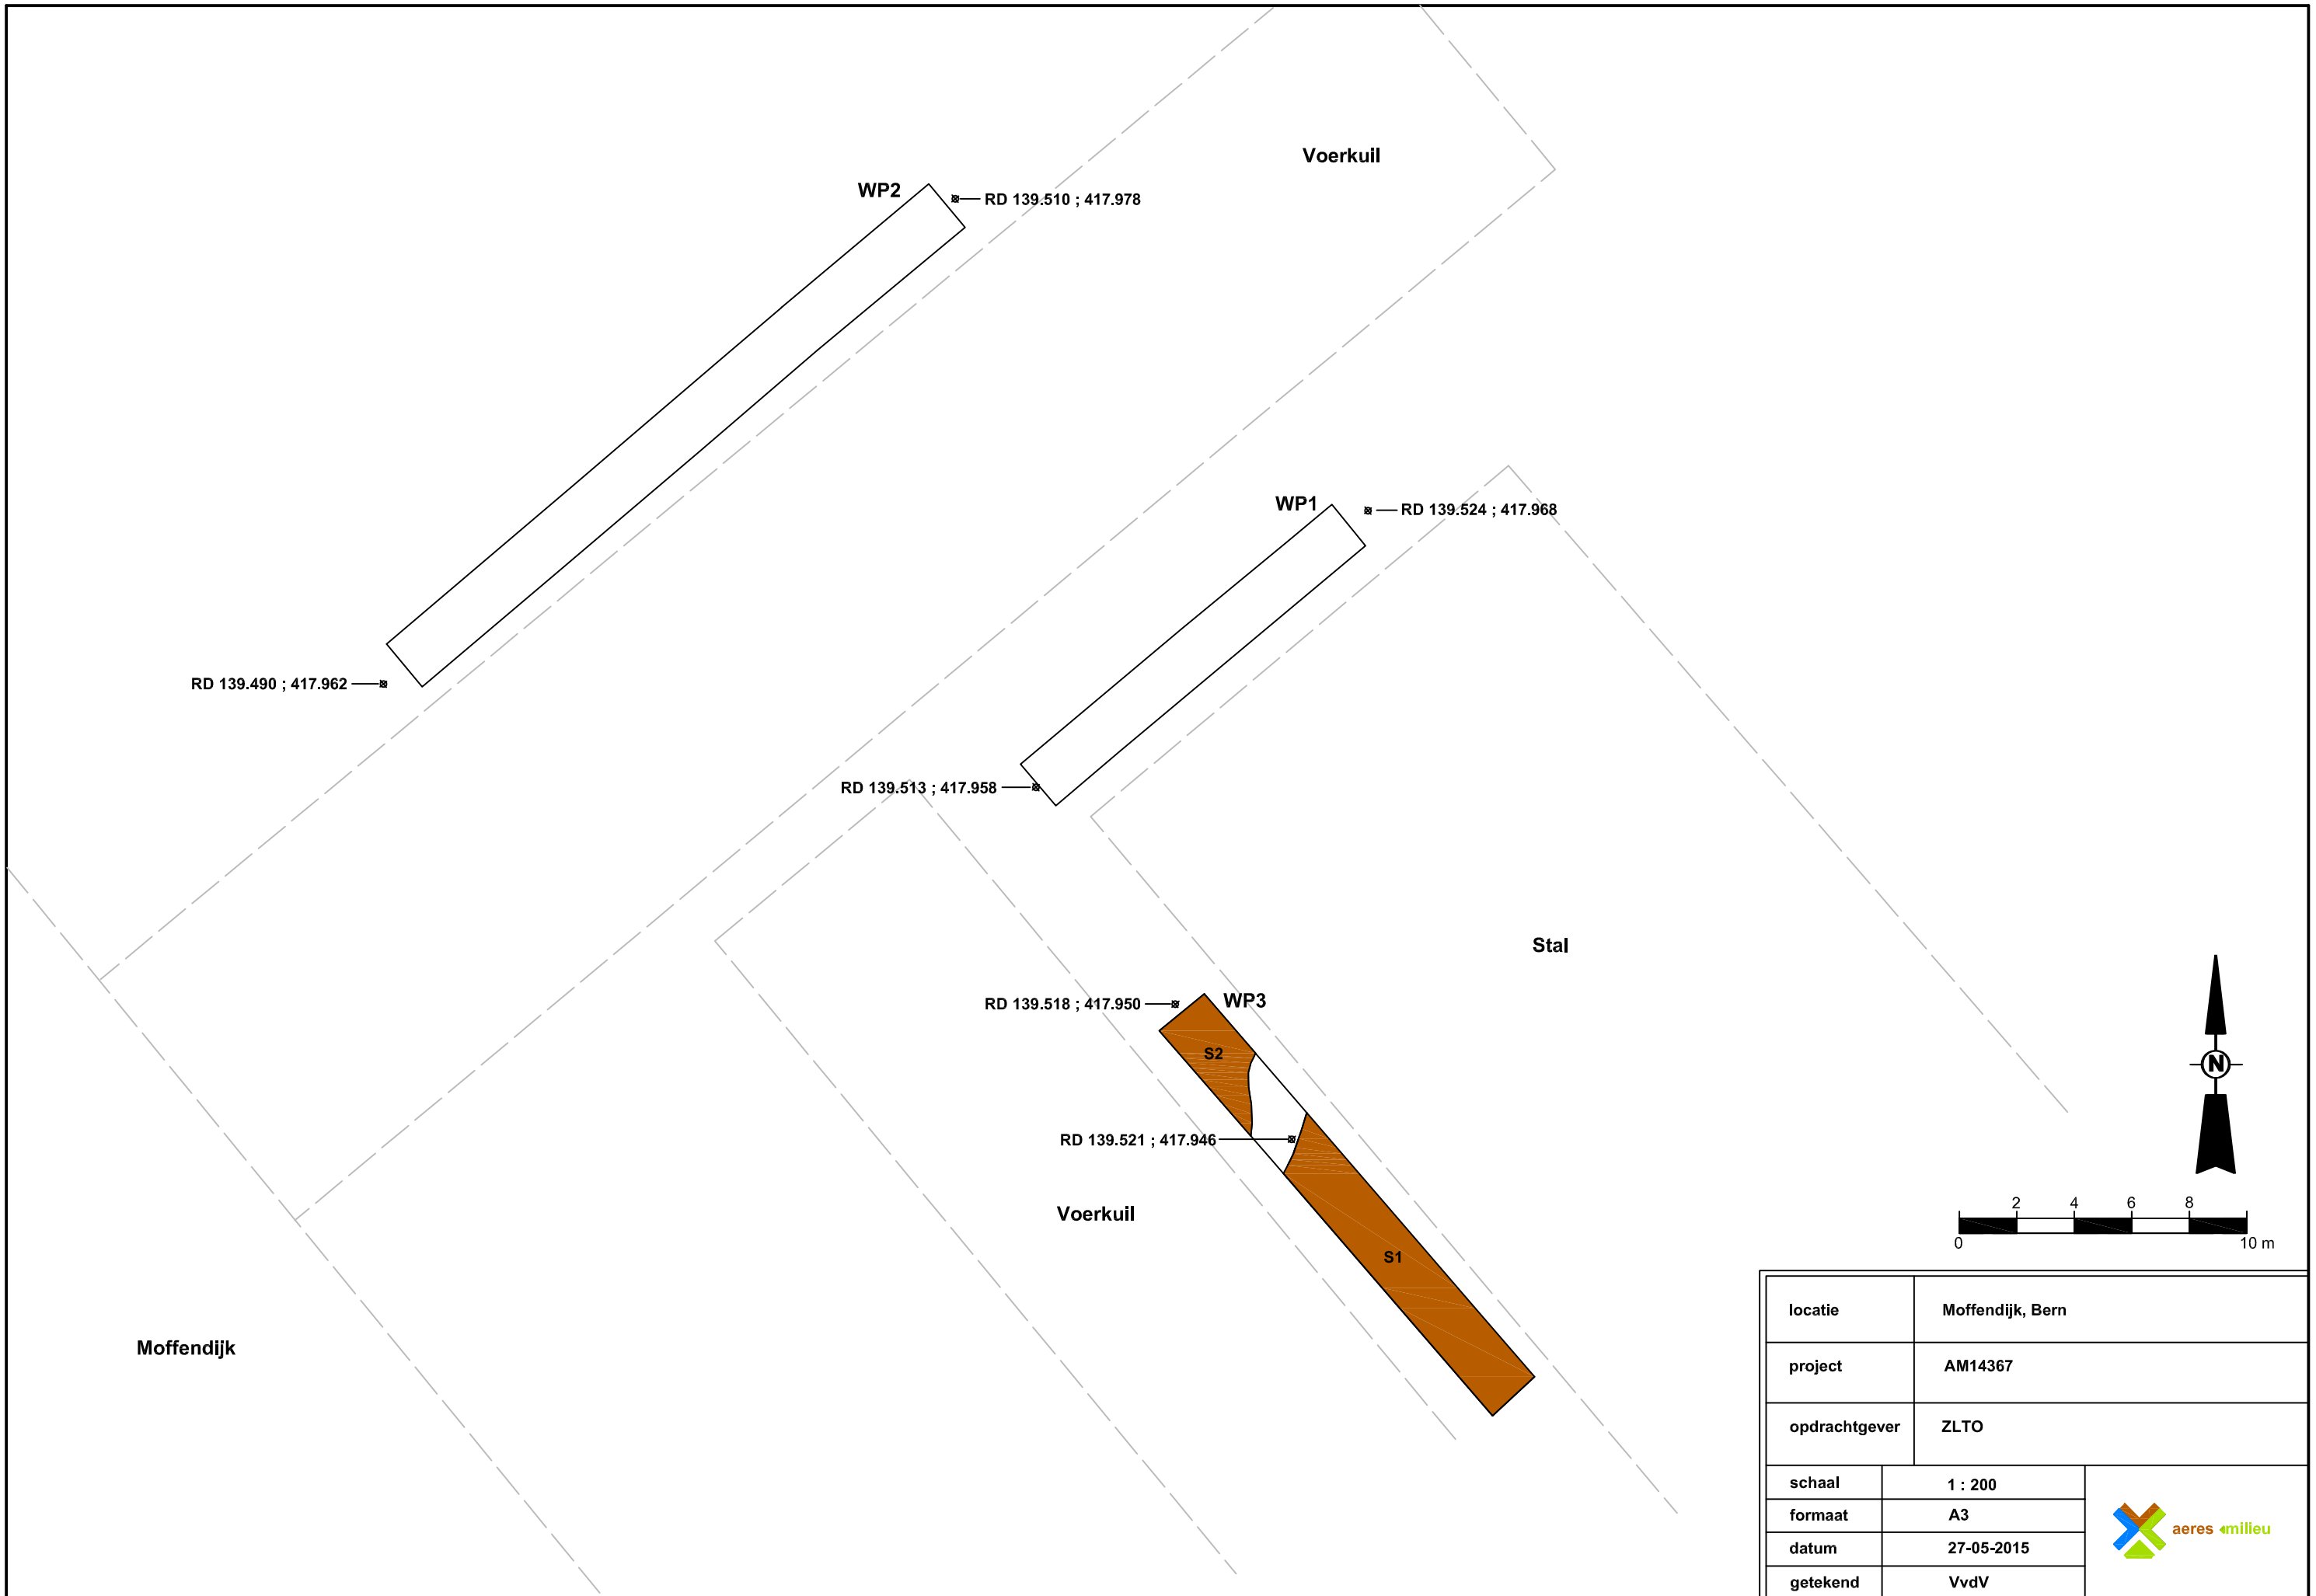 Voerkuil
WP2
RD 139.510 ; 417.978
WP1
RD 139.524 ; 417.968
RD 139.490 ; 417.962
RD 139.513 ; 417.958
Stal
RD 139.518 ; 417.950
WP3
S2
RD 139.521 ; 417.946
N
Voerkuil
2 4 6 8
0 10 m
S1
Moffendijk
locatie Moffendijk, Bern
project AM14367
opdrachtgever ZLTO
schaal 1 : 200
formaat A3
aeres milieu
datum 27-05-2015
getekend VvdV